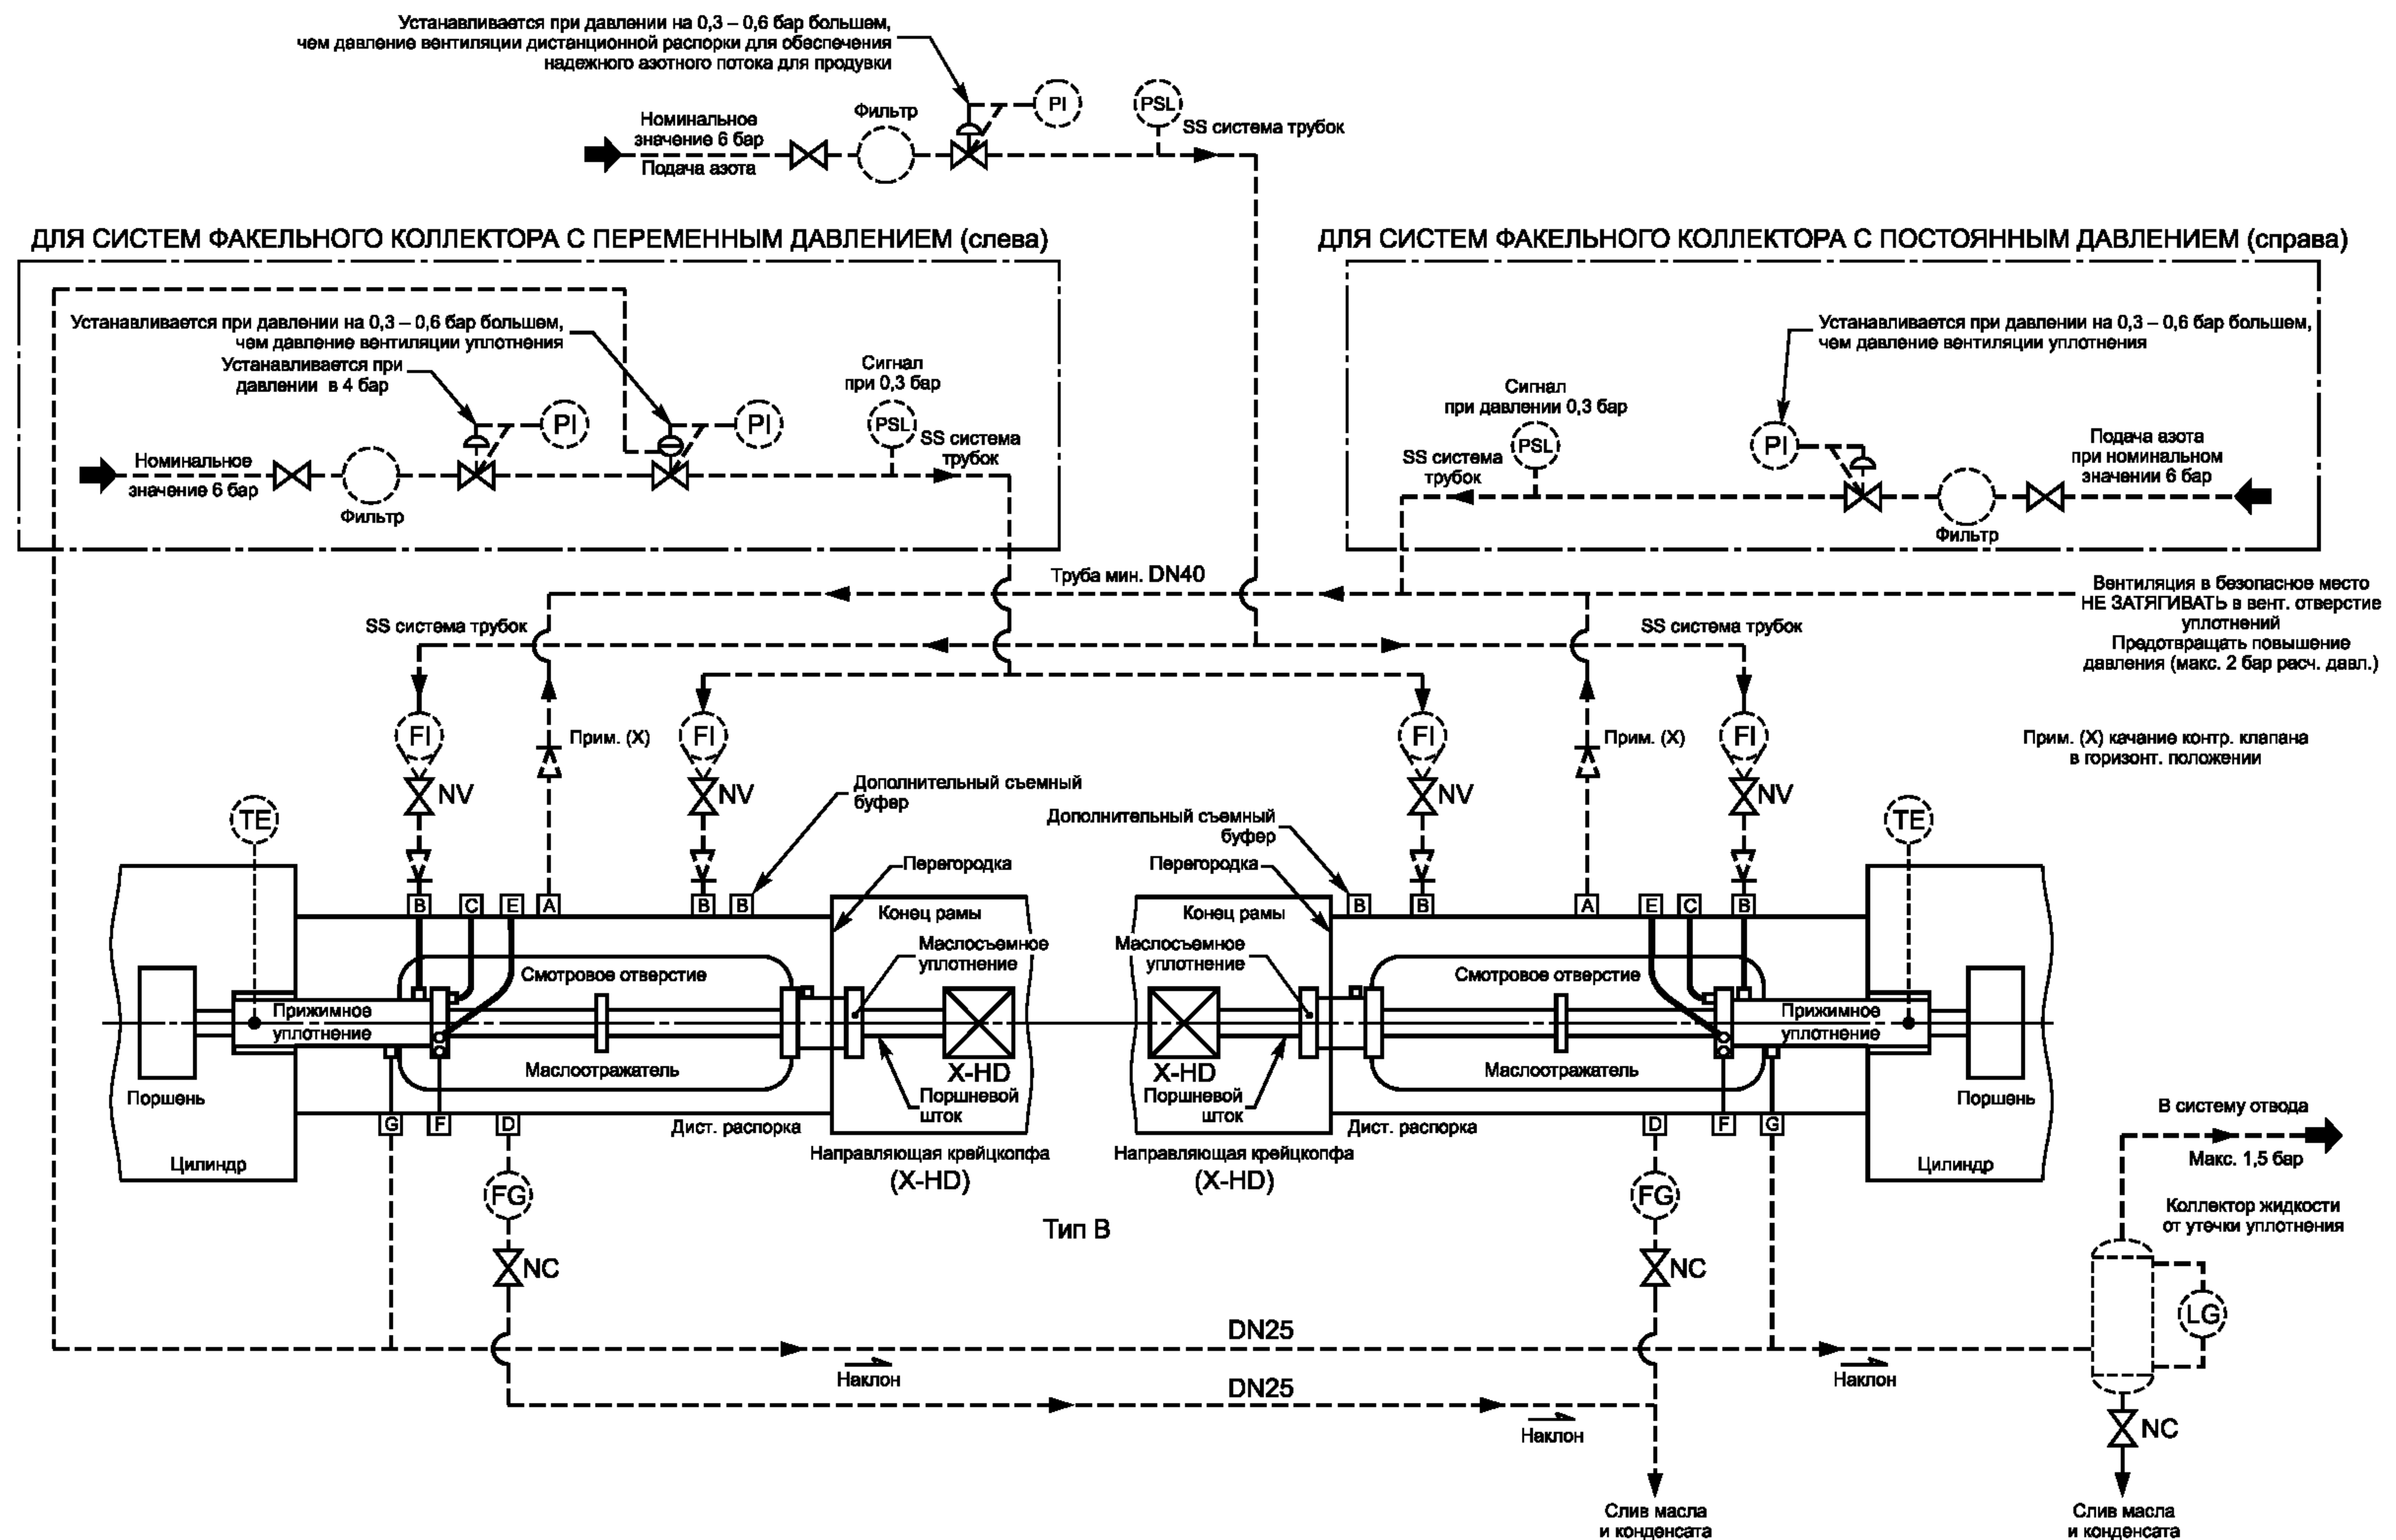 Устанавливается при давлении на 0,3 – 0,6 бар большем,
чем давление вентиляции дистанционной распорки для обеспечения
надежного азотного потока для продувки
Номинальное
значение 6 бар
Подача азота
Фильтр
PI
PSL
SS система трубок
ДЛЯ СИСТЕМ ФАКЕЛЬНОГО КОЛЛЕКТОРА С ПЕРЕМЕННЫМ ДАВЛЕНИЕМ (слева)
Устанавливается при давлении на 0,3 – 0,6 бар большем,
чем давление вентиляции уплотнения
Устанавливается при
давлении в 4 бар
PI
PI
Сигнал
при 0,3 бар
PSL
SS система
трубок
Номинальное
значение 6 бар
Фильтр
ДЛЯ СИСТЕМ ФАКЕЛЬНОГО КОЛЛЕКТОРА С ПОСТОЯННЫМ ДАВЛЕНИЕМ (справа)
Устанавливается при давлении на 0,3 – 0,6 бар большем,
чем давление вентиляции уплотнения
Сигнал
при давлении 0,3 бар
PSL
SS система
трубок
PI
Подача азота
при номинальном
значении 6 бар
Фильтр
Труба мин. DN40
Вентиляция в безопасное место
НЕ ЗАТЯГИВАТЬ в вент. отверстие
уплотнений
Предотвращать повышение
давления (макс. 2 бар расч. давл.)
SS система трубок
SS система трубок
FI
Прим. (X)
FI
FI
Прим. (X)
FI
Прим. (X) качание контр. клапана
в горизонт. положении
NV
NV
NV
NV
TE
Дополнительный съемный
буфер
Дополнительный съемный
буфер
TE
Перегородка
Перегородка
B
C
E
A
B
B
B
B
A
E
C
B
Конец рамы
Конец рамы
Маслосъемное
уплотнение
Маслосъемное
уплотнение
Смотровое отверстие
Смотровое отверстие
Прижимное
уплотнение
Прижимное
уплотнение
Маслоотражатель
X-HD
X-HD
Маслоотражатель
Поршень
Поршневой
шток
Поршневой
шток
Поршень
G
F
D
Дист. распорка
Дист. распорка
D
F
G
Цилиндр
Направляющая крейцкопфа
(X-HD)
Направляющая крейцкопфа
(X-HD)
Цилиндр
В систему отвода
Макс. 1,5 бар
FG
FG
Коллектор жидкости
от утечки уплотнения
Тип B
NC
NC
LG
DN25
Наклон
Наклон
DN25
Наклон
NC
Слив масла
и конденсата
Слив масла
и конденсата